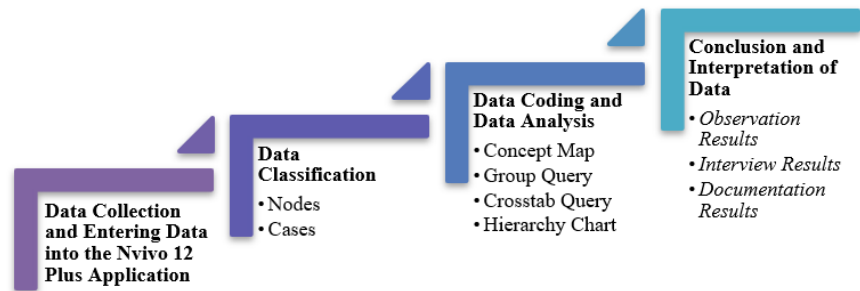 Data Collection
and Entering Data
into the Nvivo 12
Plus Application
Data
Classification
• Nodes
• Cases
Data Coding and
Data Analysis
• Concept Map
• Group Query
• Crosstab Query
• Hierarchy Chart
Conclusion and
Interpretation of
Data
• Observation
Results
• Interview Results
• Documentation
Results